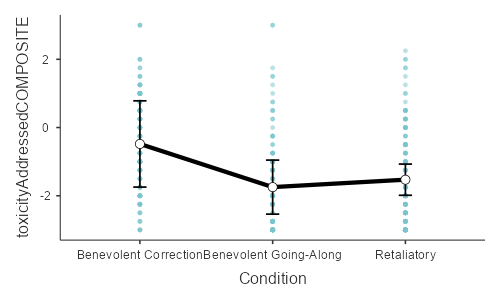 toxicityAddressedCOMPOSITE
2
0
-2
Benevolent Correction Benevolent Going-Along Retaliatory
Condition